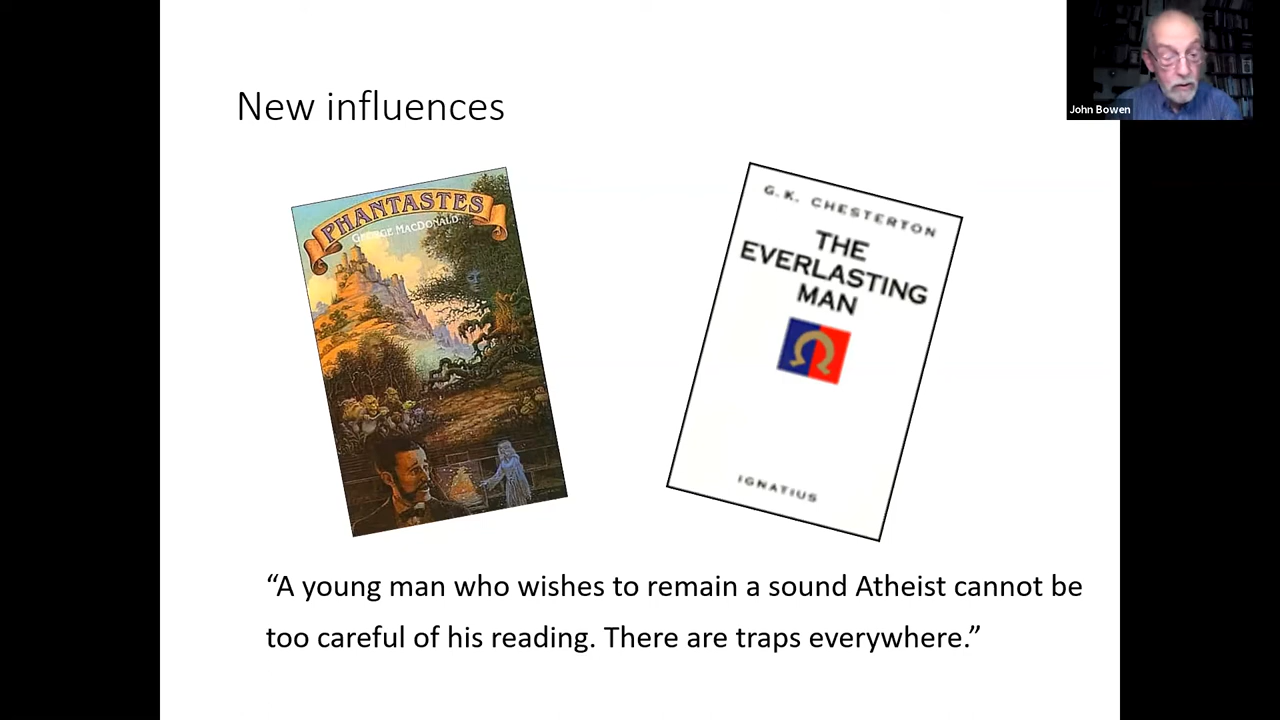 New influences
John Bowen
PHANTASTES
GEORGE MACDONALD
G.K. CHESTERTON
THE
EVERLASTING
MAN
IGNATIUS
“A young man who wishes to remain a sound Atheist cannot be
too careful of his reading. There are traps everywhere.”